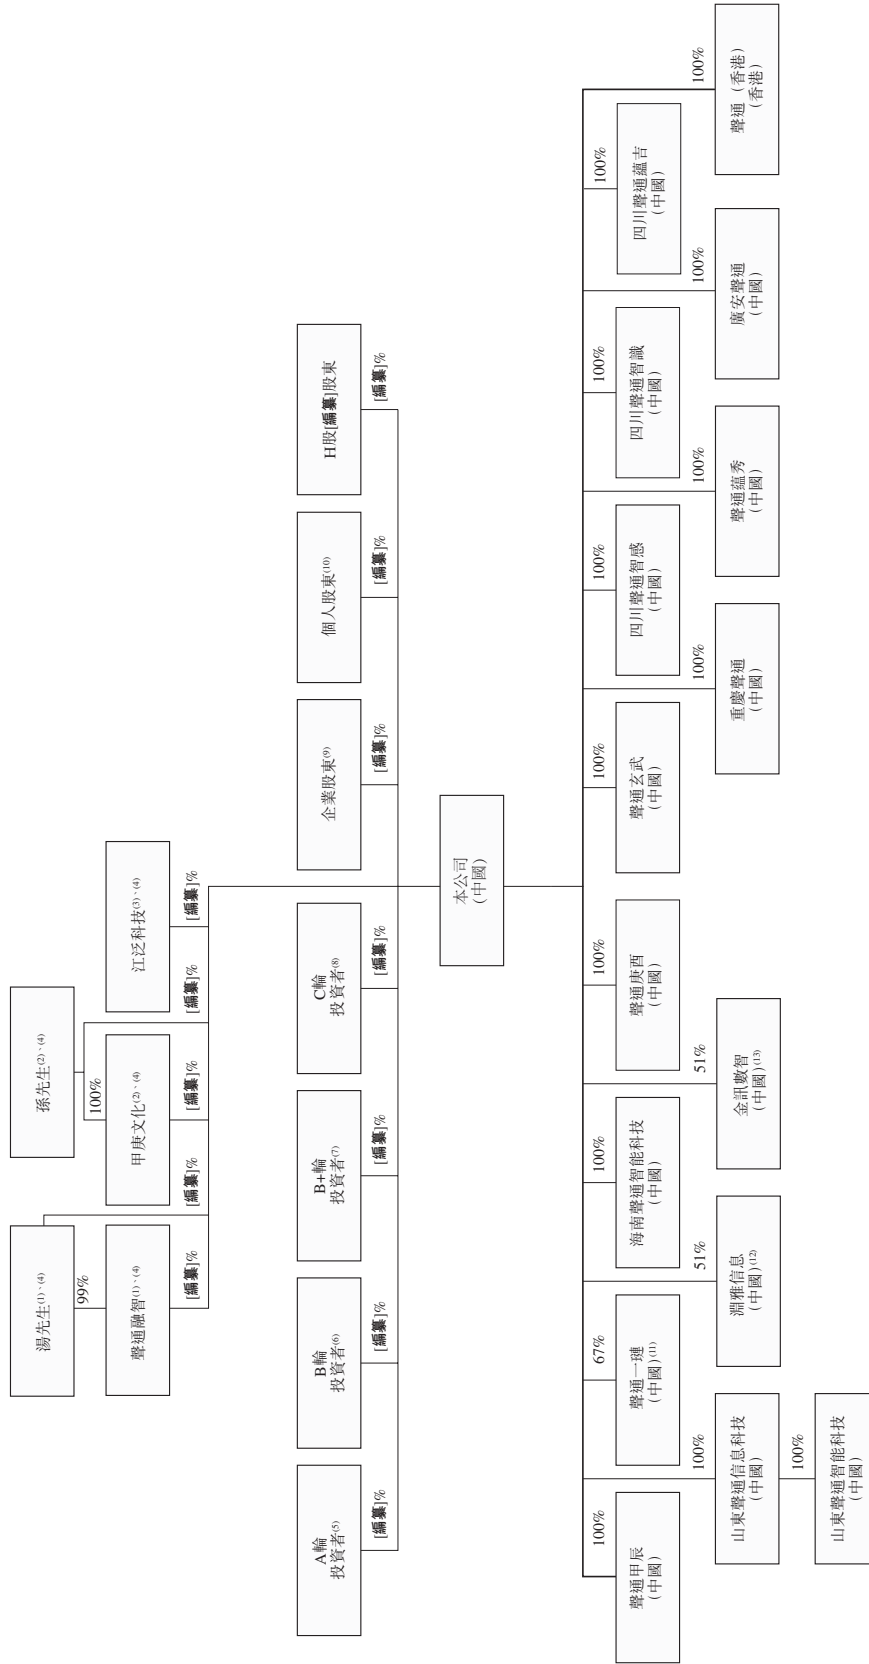 湯先生(1)、(4)
孫先生(2)、(4)
99%
100%
聲通融智(1)、(4)
甲庚文化(2)、(4)
江泛科技(3)、(4)
[編纂]%
[編纂]%
[編纂]%
[編纂]%
[編纂]%
A輪
投資者(5)
B輪
投資者(6)
B+輪
投資者(7)
C輪
投資者(8)
企業股東(9)
個人股東(10)
H股[編纂]股東
[編纂]%
[編纂]%
[編纂]%
[編纂]%
[編纂]%
[編纂]%
[編纂]%
本公司
(中國)
100%
67%
100%
100%
100%
100%
100%
100%
聲通甲辰
(中國)
聲通一璡
(中國)(11)
海南聲通智能科技
(中國)
聲通庚酉
(中國)
聲通玄武
(中國)
四川聲通智感
(中國)
四川聲通智識
(中國)
四川聲通蘊吉
(中國)
100%
51%
51%
100%
100%
100%
100%
山東聲通信息科技
(中國)
淵雅信息
(中國)(12)
金訊數智
(中國)(13)
重慶聲通
(中國)
聲通蘊秀
(中國)
廣安聲通
(中國)
聲通(香港)
(香港)
100%
山東聲通智能科技
(中國)